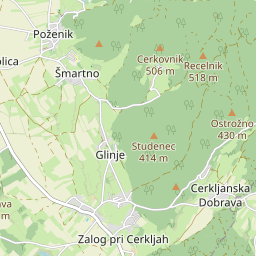 Poženik
Cerkovnik
506 m
Recelnik
518 m
Šmartno
Ostrožno
430 m
Studenec
414 m
Glinje
Cerkljanska
Dobrava
Zalog pri Cerkljah